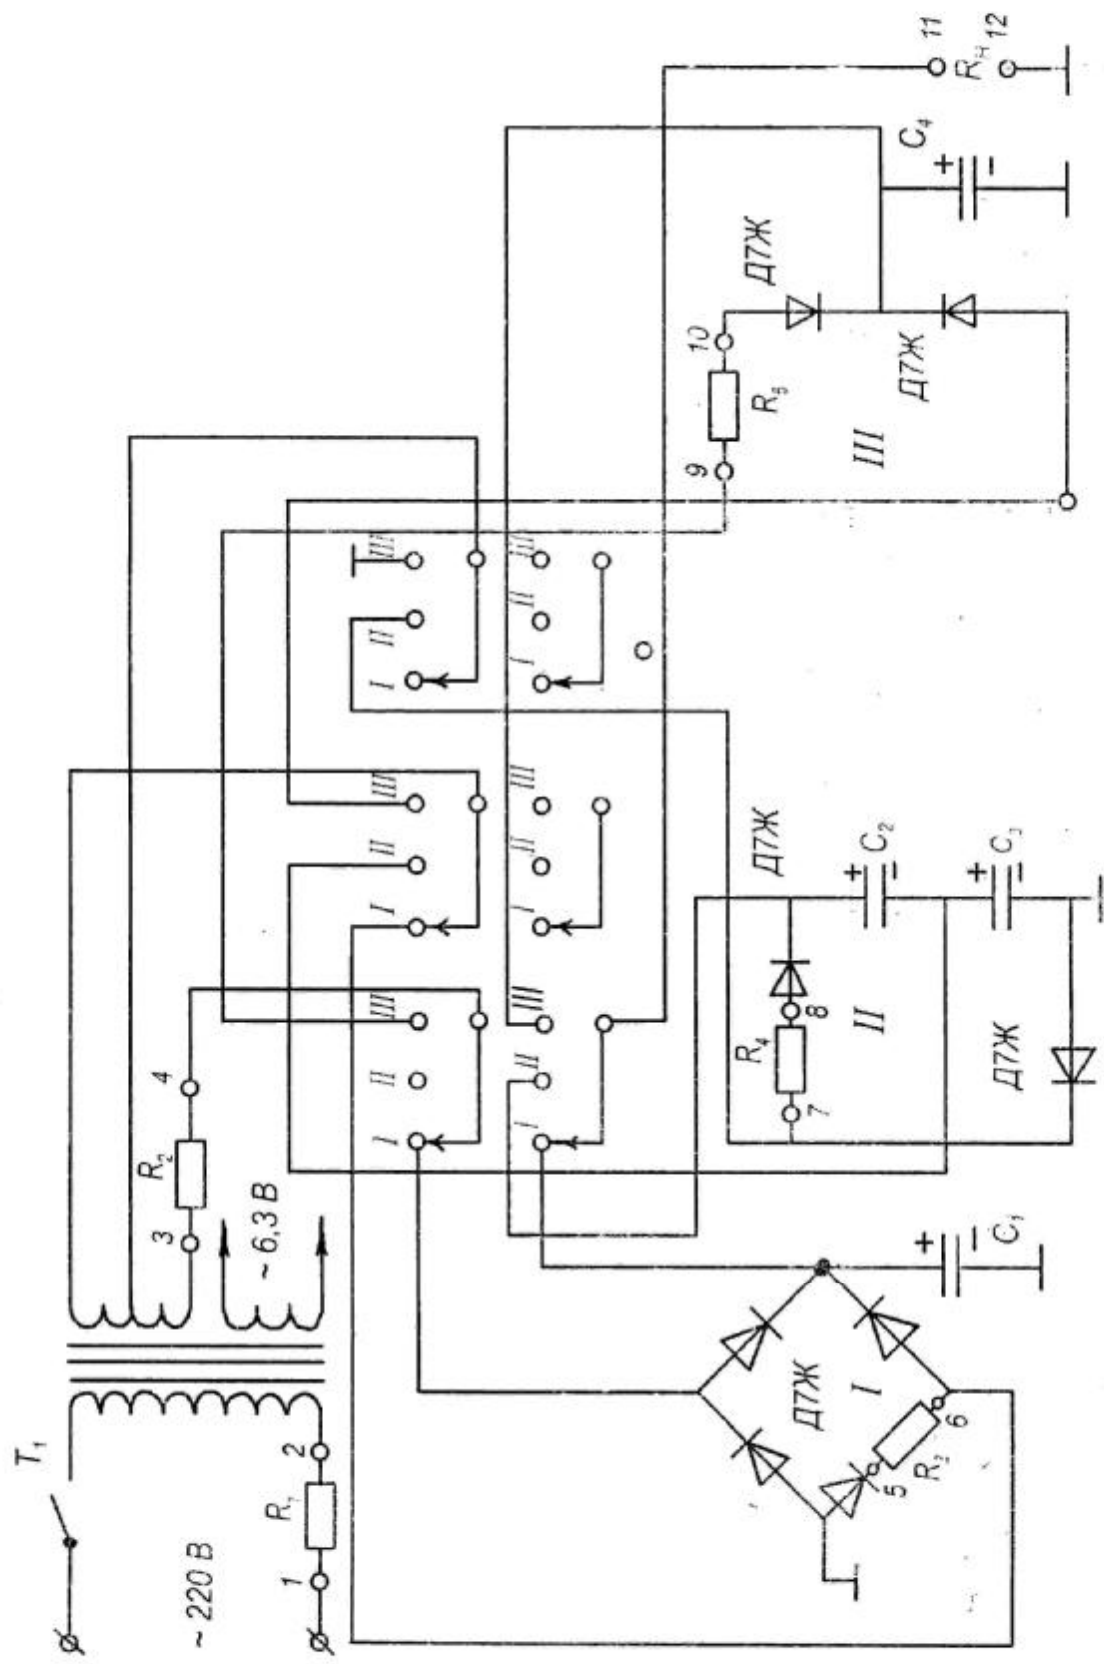 T₁
3 R₂ 4
~ 220 В
~ 6,3 В
1 R₁ 2
I II III I II III I II III
I II III I II III I II III
9 10
R₅
Д7Ж
R₄
Д7Ж
7 8
Д7Ж
I
II
III
+ C₂ −
5 R₃ 6
Д7Ж
+ C₄ −
11
Rн
12
+ C₁ −
Д7Ж
+ C₃ −